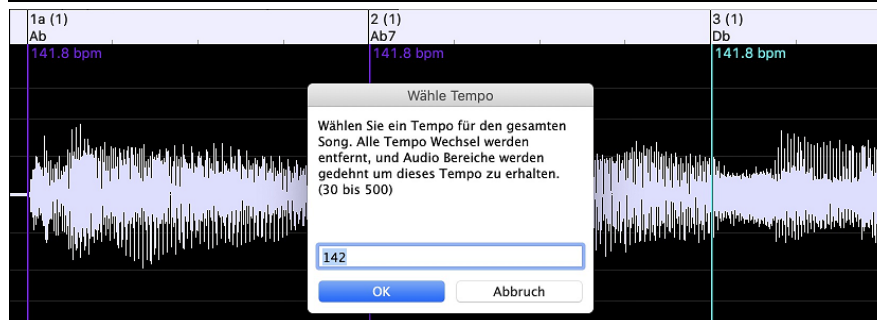 1a (1) 2 (1) 3 (1)
Ab Ab7 Db
141.8 bpm 141.8 bpm 141.8 bpm
Wähle Tempo
Wählen Sie ein Tempo für den gesamten
Song. Alle Tempo Wechsel werden
entfernt, und Audio Bereiche werden
gedehnt um dieses Tempo zu erhalten.
(30 bis 500)
142
OK Abbruch